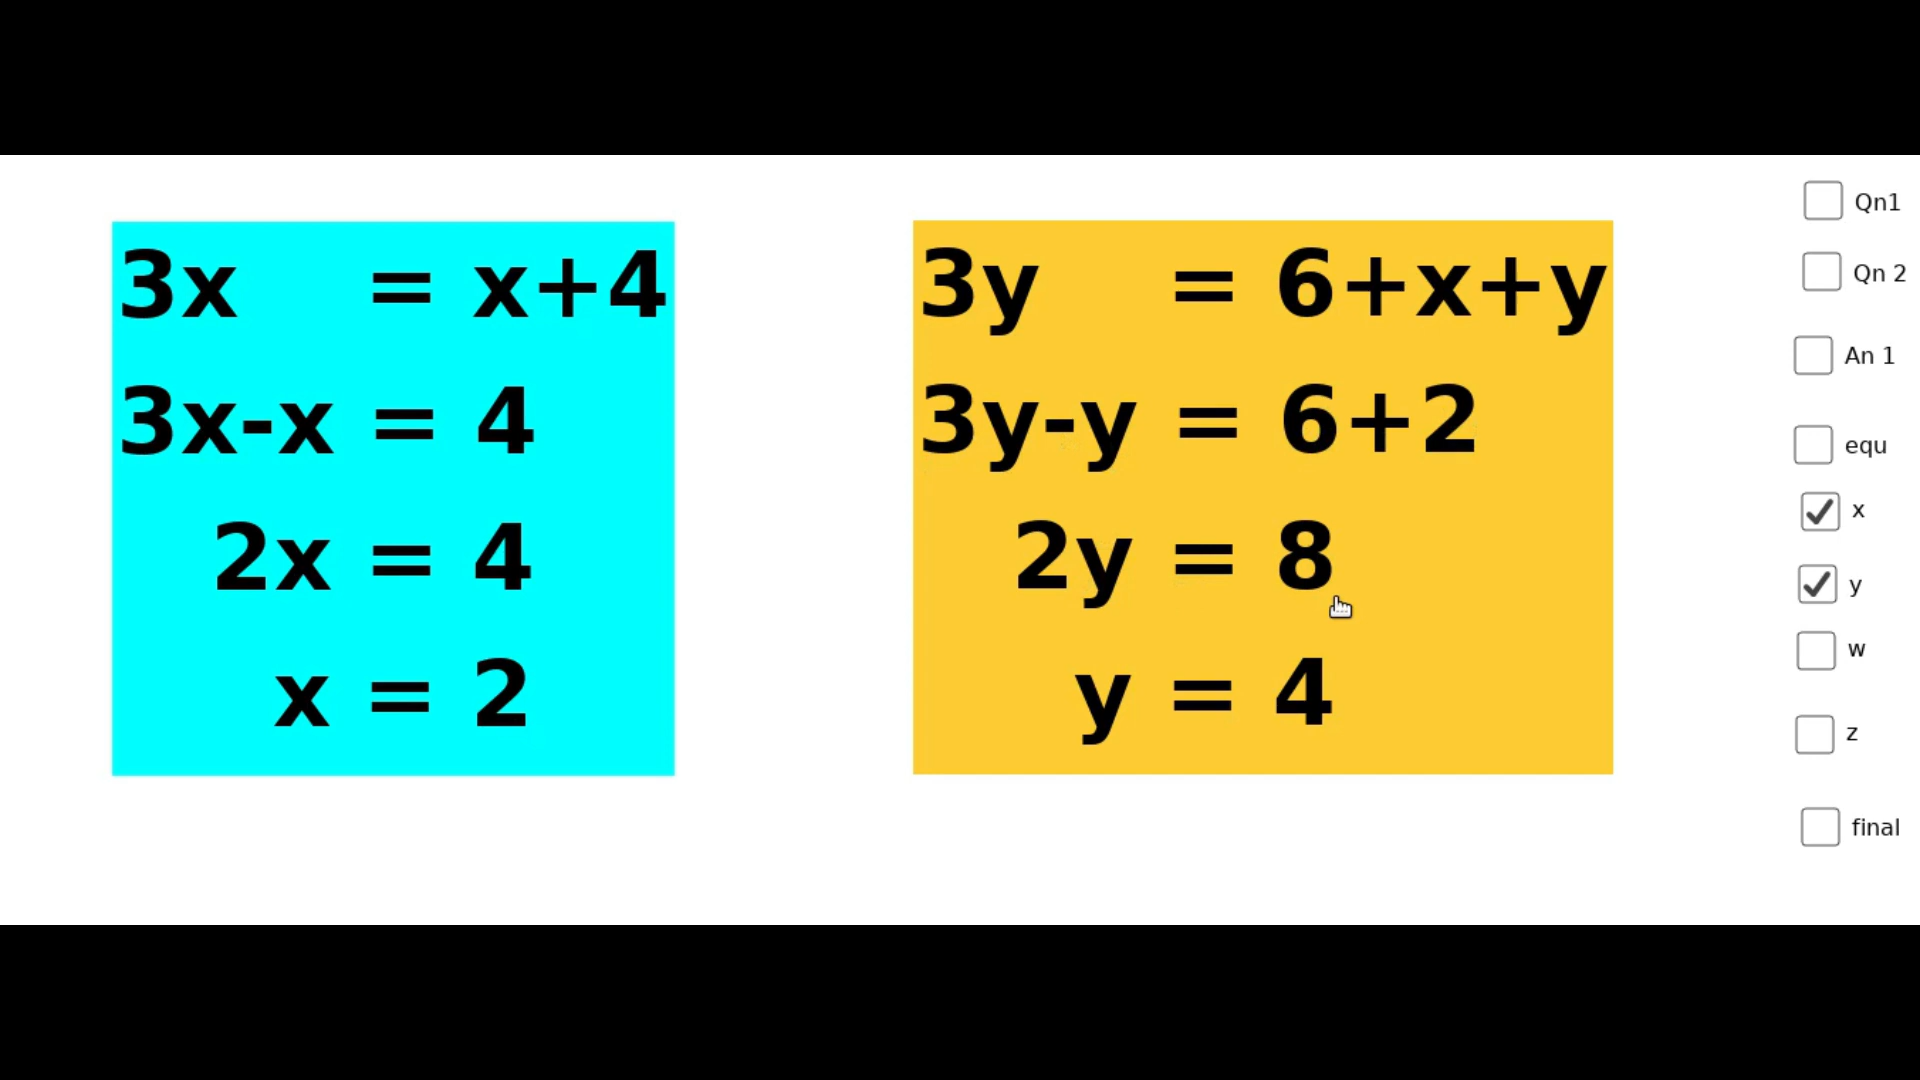 3x = x+4
3x-x = 4
2x = 4
x = 2
3y = 6+x+y
3y-y = 6+2
2y = 8
y = 4
Qn1
Qn 2
An 1
equ
x
y
w
z
final